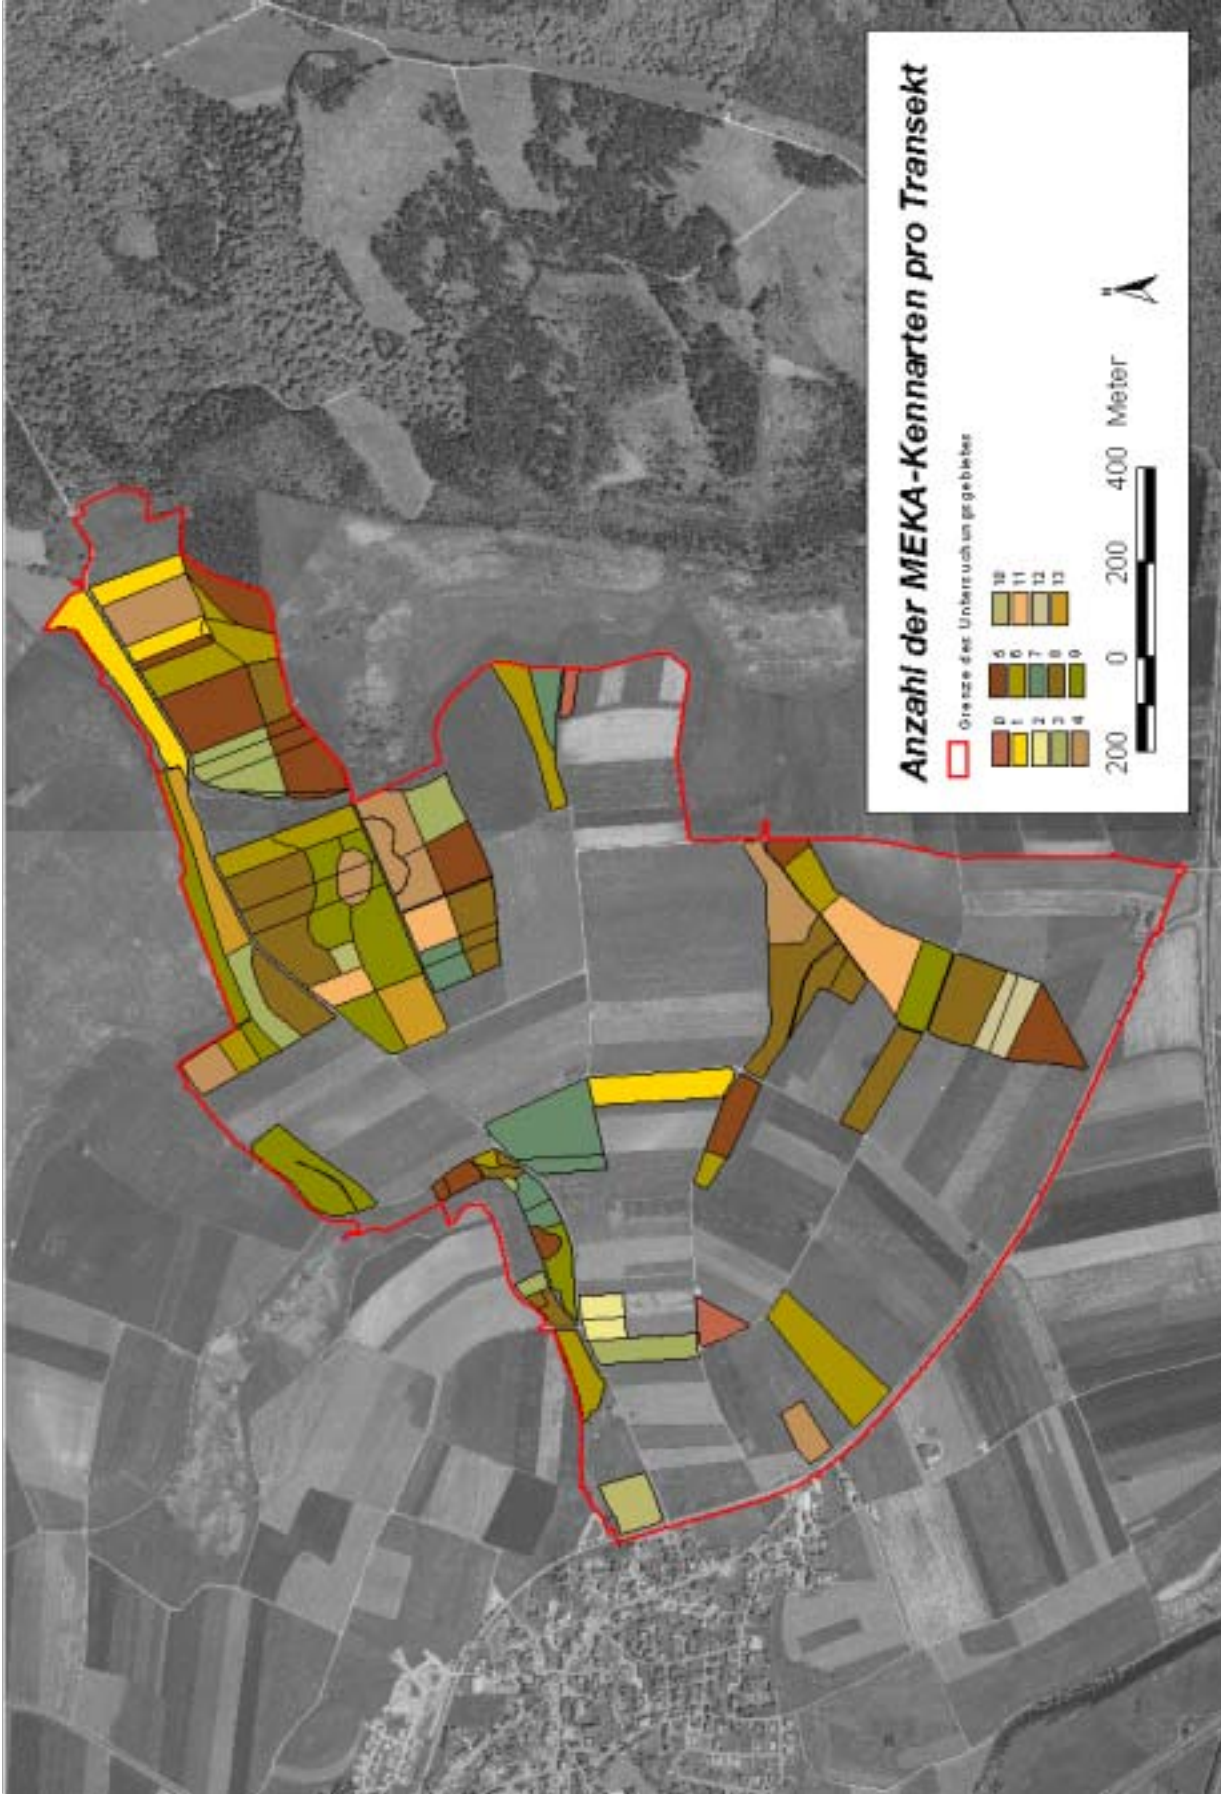 Anzahl der MEKA-Kennarten pro Transekt
Grenze des Untersuchungsgebietes
0 5 10
1 6 11
2 7 12
3 8 13
4 9
200 0 200 400 Meter
N